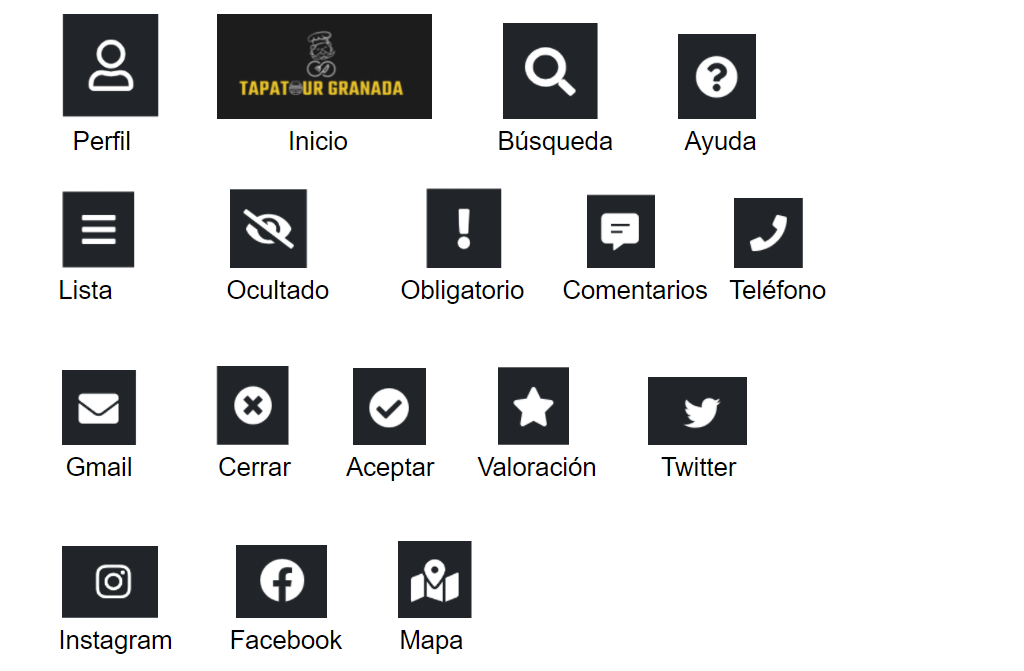 TAPATOUR GRANADA
Perfil
Inicio
Búsqueda
Ayuda
Lista
Ocultado
Obligatorio
Comentarios
Teléfono
Gmail
Cerrar
Aceptar
Valoración
Twitter
Instagram
Facebook
Mapa